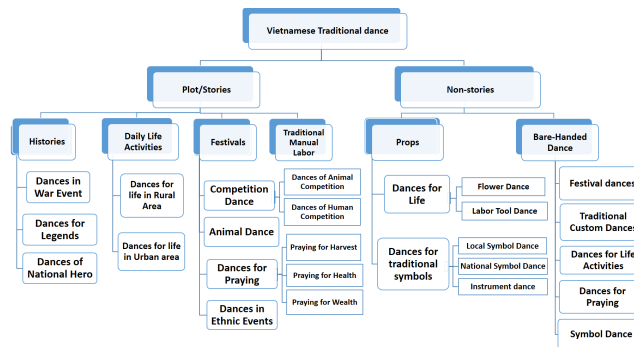 Vietnamese Traditional dance
Plot/Stories
Non-stories
Histories
Daily Life
Activities
Festivals
Traditional
Manual
Labor
Props
Bare-Handed
Dance
Dances in
War Event
Dances for
Legends
Dances of
National Hero
Dances for
life in Rural
Area
Dances for life
in Urban area
Competition
Dance
Animal Dance
Dances for
Praying
Dances in
Ethnic Events
Dances of Animal
Competition
Dances of Human
Competition
Praying for Harvest
Praying for Health
Praying for Wealth
Dances for
Life
Dances for
traditional
symbols
Flower Dance
Labor Tool Dance
Local Symbol Dance
National Symbol Dance
Instrument dance
Festival dances
Traditional
Custom Dances
Dances for Life
Activities
Dances for
Praying
Symbol Dance